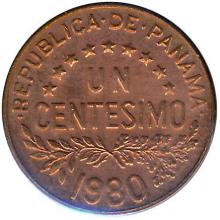 ·REPUBLICA·DE·PANAMA·
UN
CENTESIMO
1980